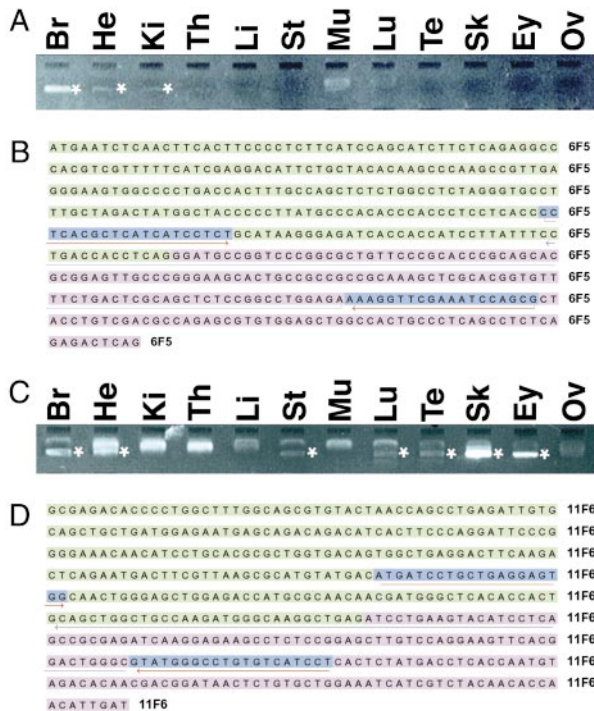 A Br He Ki Th Li St Mu Lu Te Sk Ey Ov
* * *
B ATGAATCTCAACTTCACTTCCCCTCTTCATCCAGCATCTTCTCAGAGGCC 6F5
CACGTCGTTTTTCATCGAGGACATTCTGCTACACAAGCCCAAGCCGTTGA 6F5
GGGAAGTGGCCCCTGACCACTTTGCCAGCTCTCTGGCCTCTAGGGTGCCT 6F5
TTGCTAGACTATGGCTACCCCCTTATGCCCACACCCACCCTCCTCACCCC 6F5
TCACGCTCATCATCCTCTGCATAAGGGAGATCACCACCATCCTTATTTCC 6F5
TGACCACCTCAGGGATGCCGGTCCCGGCGCTGTTCCCGCACCCGCAGCAC 6F5
GCGGAGTTGCCCGGGAAGCACTGCCGCCGCCGCAAAGCTCGCACGGTGTT 6F5
TTCTGACTCGCAGCTCTCCGGCCTGGAGAAAAGGTTCGAAATCCAGCGCT 6F5
ACCTGTCGACGCCAGAGCGTGTGGAGCTGGCCACTGCCCTCAGCCTCTCA 6F5
GAGACTCAG 6F5
C Br He Ki Th Li St Mu Lu Te Sk Ey Ov
* * * * * * *
D GCGAGACACCCCTGGCTTTGGCAGCGTGTACTAACCAGCCTGAGATTGTG 11F6
CAGCTGCTGATGGAGAATGAGCAGACAGACATCACTTCCCAGGATTCCCG 11F6
GGGAAACAACATCCTGCACGCGCTGGTGACAGTGGCTGAGGACTTCAAGA 11F6
CTCAGAATGACTTCGTTAAGCGCATGTATGACATGATCCTGCTGAGGAGT 11F6
GGCAACTGGGAGCTGGAGACCATGCGCAACAACGATGGGCTCACACCACT 11F6
GCAGCTGGCTGCCAAGATGGGCAAGGCTGAGATCCTGAAGTACATCCTCA 11F6
GCCGCGAGATCAAGGAGAAGCCTCTCCGGAGCTTGTCCAGGAAGTTCACG 11F6
GACTGGGCGTATGGGCCTGTGTCATCCTCACTCTATGACCTCACCAATGT 11F6
AGACACAACGACGGATAACTCTGTGCTGGAAATCATCGTCTACAACACCA 11F6
ACATTGAT 11F6